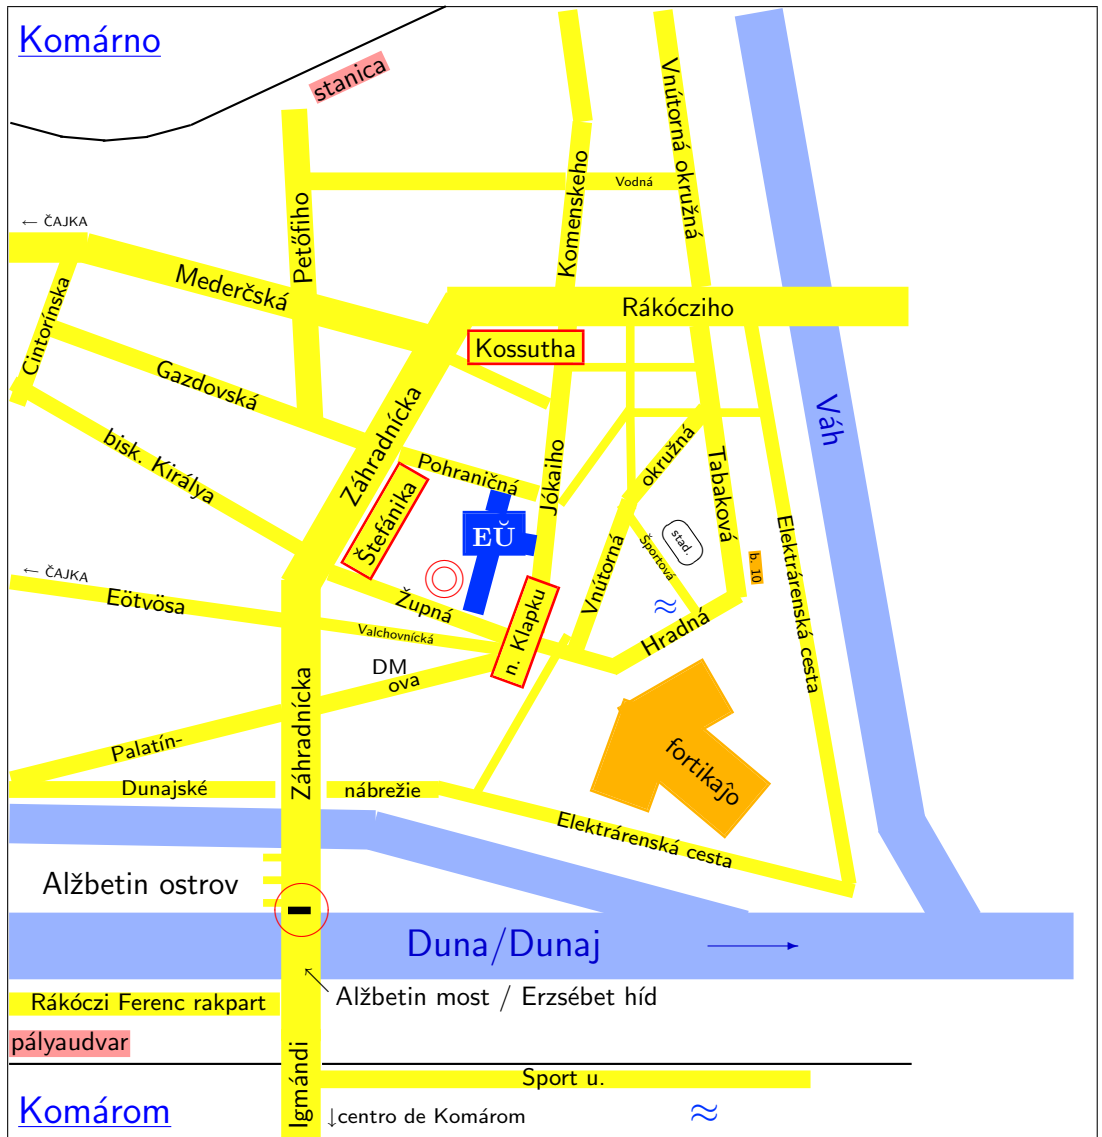 Komárno
stanica
Vnútorná okružná
Vodná
Komenskeho
Petőfiho
← ČAJKA
Mederčská
Cintorínska
Rákócziho
Kossutha
Gazdovská
Záhradnícka
Váh
bisk. Királya
Pohraničná
Jókaiho
okružná
Tabaková
Štefánika
EŬ
stad.
Športová
b. 10
Elektrárenská cesta
← ČAJKA
Eötvösa
Župná
Valchovnícká
n. Klapku
Vnútorná
Hradná
DM
ova
Palatín-
Záhradnícka
fortikaĵo
Dunajské
nábrežie
Elektrárenská cesta
Alžbetin ostrov
Duna/Dunaj
Alžbetin most / Erzsébet híd
Rákóczi Ferenc rakpart
pályaudvar
Igmándi
Sport u.
Komárom
↓centro de Komárom